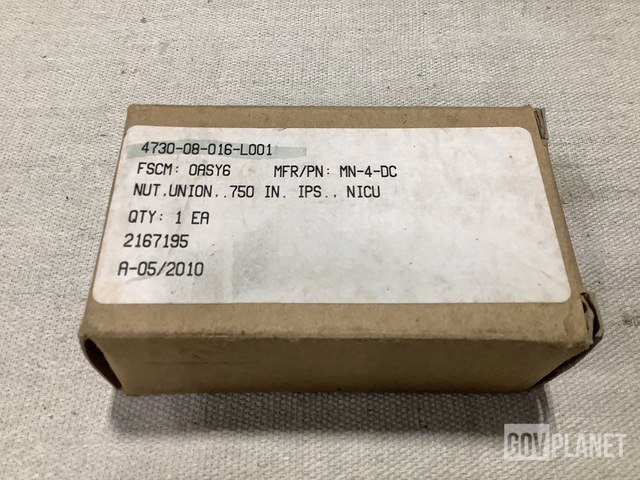 4730-08-016-L001
FSCM: 0ASY6 MFR/PN: MN-4-DC
NUT,UNION,.750 IN. IPS., NICU
QTY: 1 EA
2167195
A-05/2010
GOVPLANET